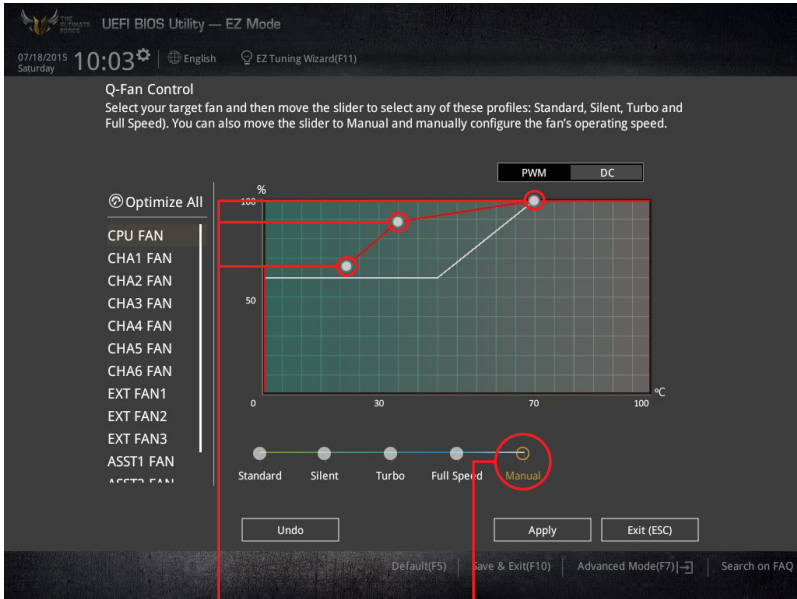 THE
ULTIMATE
FORCE
UEFI BIOS Utility — EZ Mode
07/18/2015
Saturday
10:03
English
EZ Tuning Wizard(F11)
Q-Fan Control
Select your target fan and then move the slider to select any of these profiles: Standard, Silent, Turbo and
Full Speed). You can also move the slider to Manual and manually configure the fan's operating speed.
PWM
DC
Optimize All
CPU FAN
CHA1 FAN
CHA2 FAN
CHA3 FAN
CHA4 FAN
CHA5 FAN
CHA6 FAN
EXT FAN1
EXT FAN2
EXT FAN3
ASST1 FAN
ASST2 FAN
%
100
50
0
30
70
100
°C
Standard
Silent
Turbo
Full Speed
Manual
Undo
Apply
Exit (ESC)
Default(F5)
Save & Exit(F10)
Advanced Mode(F7)
Search on FAQ